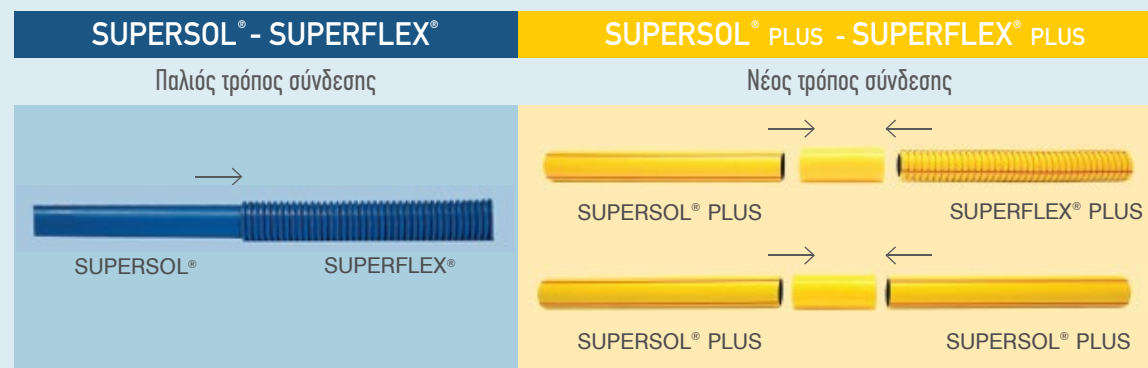 SUPERSOL® - SUPERFLEX®
Παλιός τρόπος σύνδεσης
SUPERSOL® SUPERFLEX®
SUPERSOL® PLUS - SUPERFLEX® PLUS
Νέος τρόπος σύνδεσης
SUPERSOL® PLUS SUPERFLEX® PLUS
SUPERSOL® PLUS SUPERSOL® PLUS